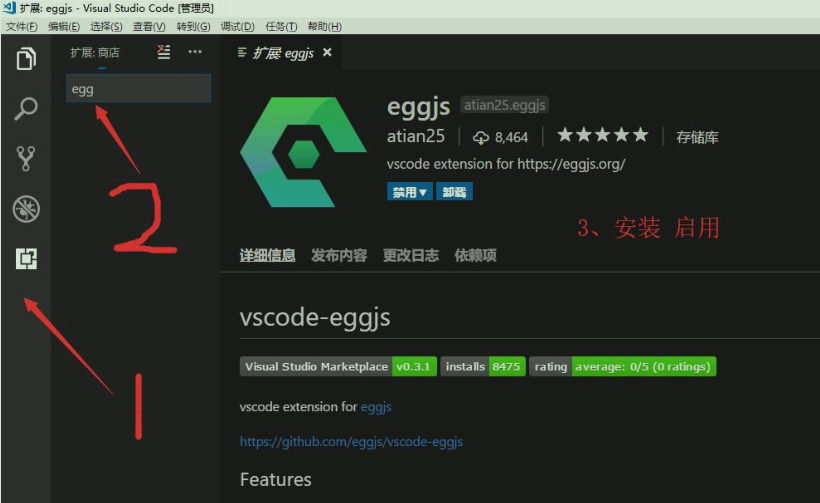 扩展: eggjs - Visual Studio Code [管理员]
文件(F) 编辑(E) 选择(S) 查看(V) 转到(G) 调试(D) 任务(T) 帮助(H)
扩展: 商店
扩展 eggjs
egg
eggjs atian25.eggjs
atian25 8,464 存储库
vscode extension for https://eggjs.org/
禁用 卸载
2
3、安装 启用
详细信息 发布内容 更改日志 依赖项
vscode-eggjs
Visual Studio Marketplace v0.3.1 installs 8475 rating average: 0/5 (0 ratings)
1
vscode extension for eggjs
https://github.com/eggjs/vscode-eggjs
Features